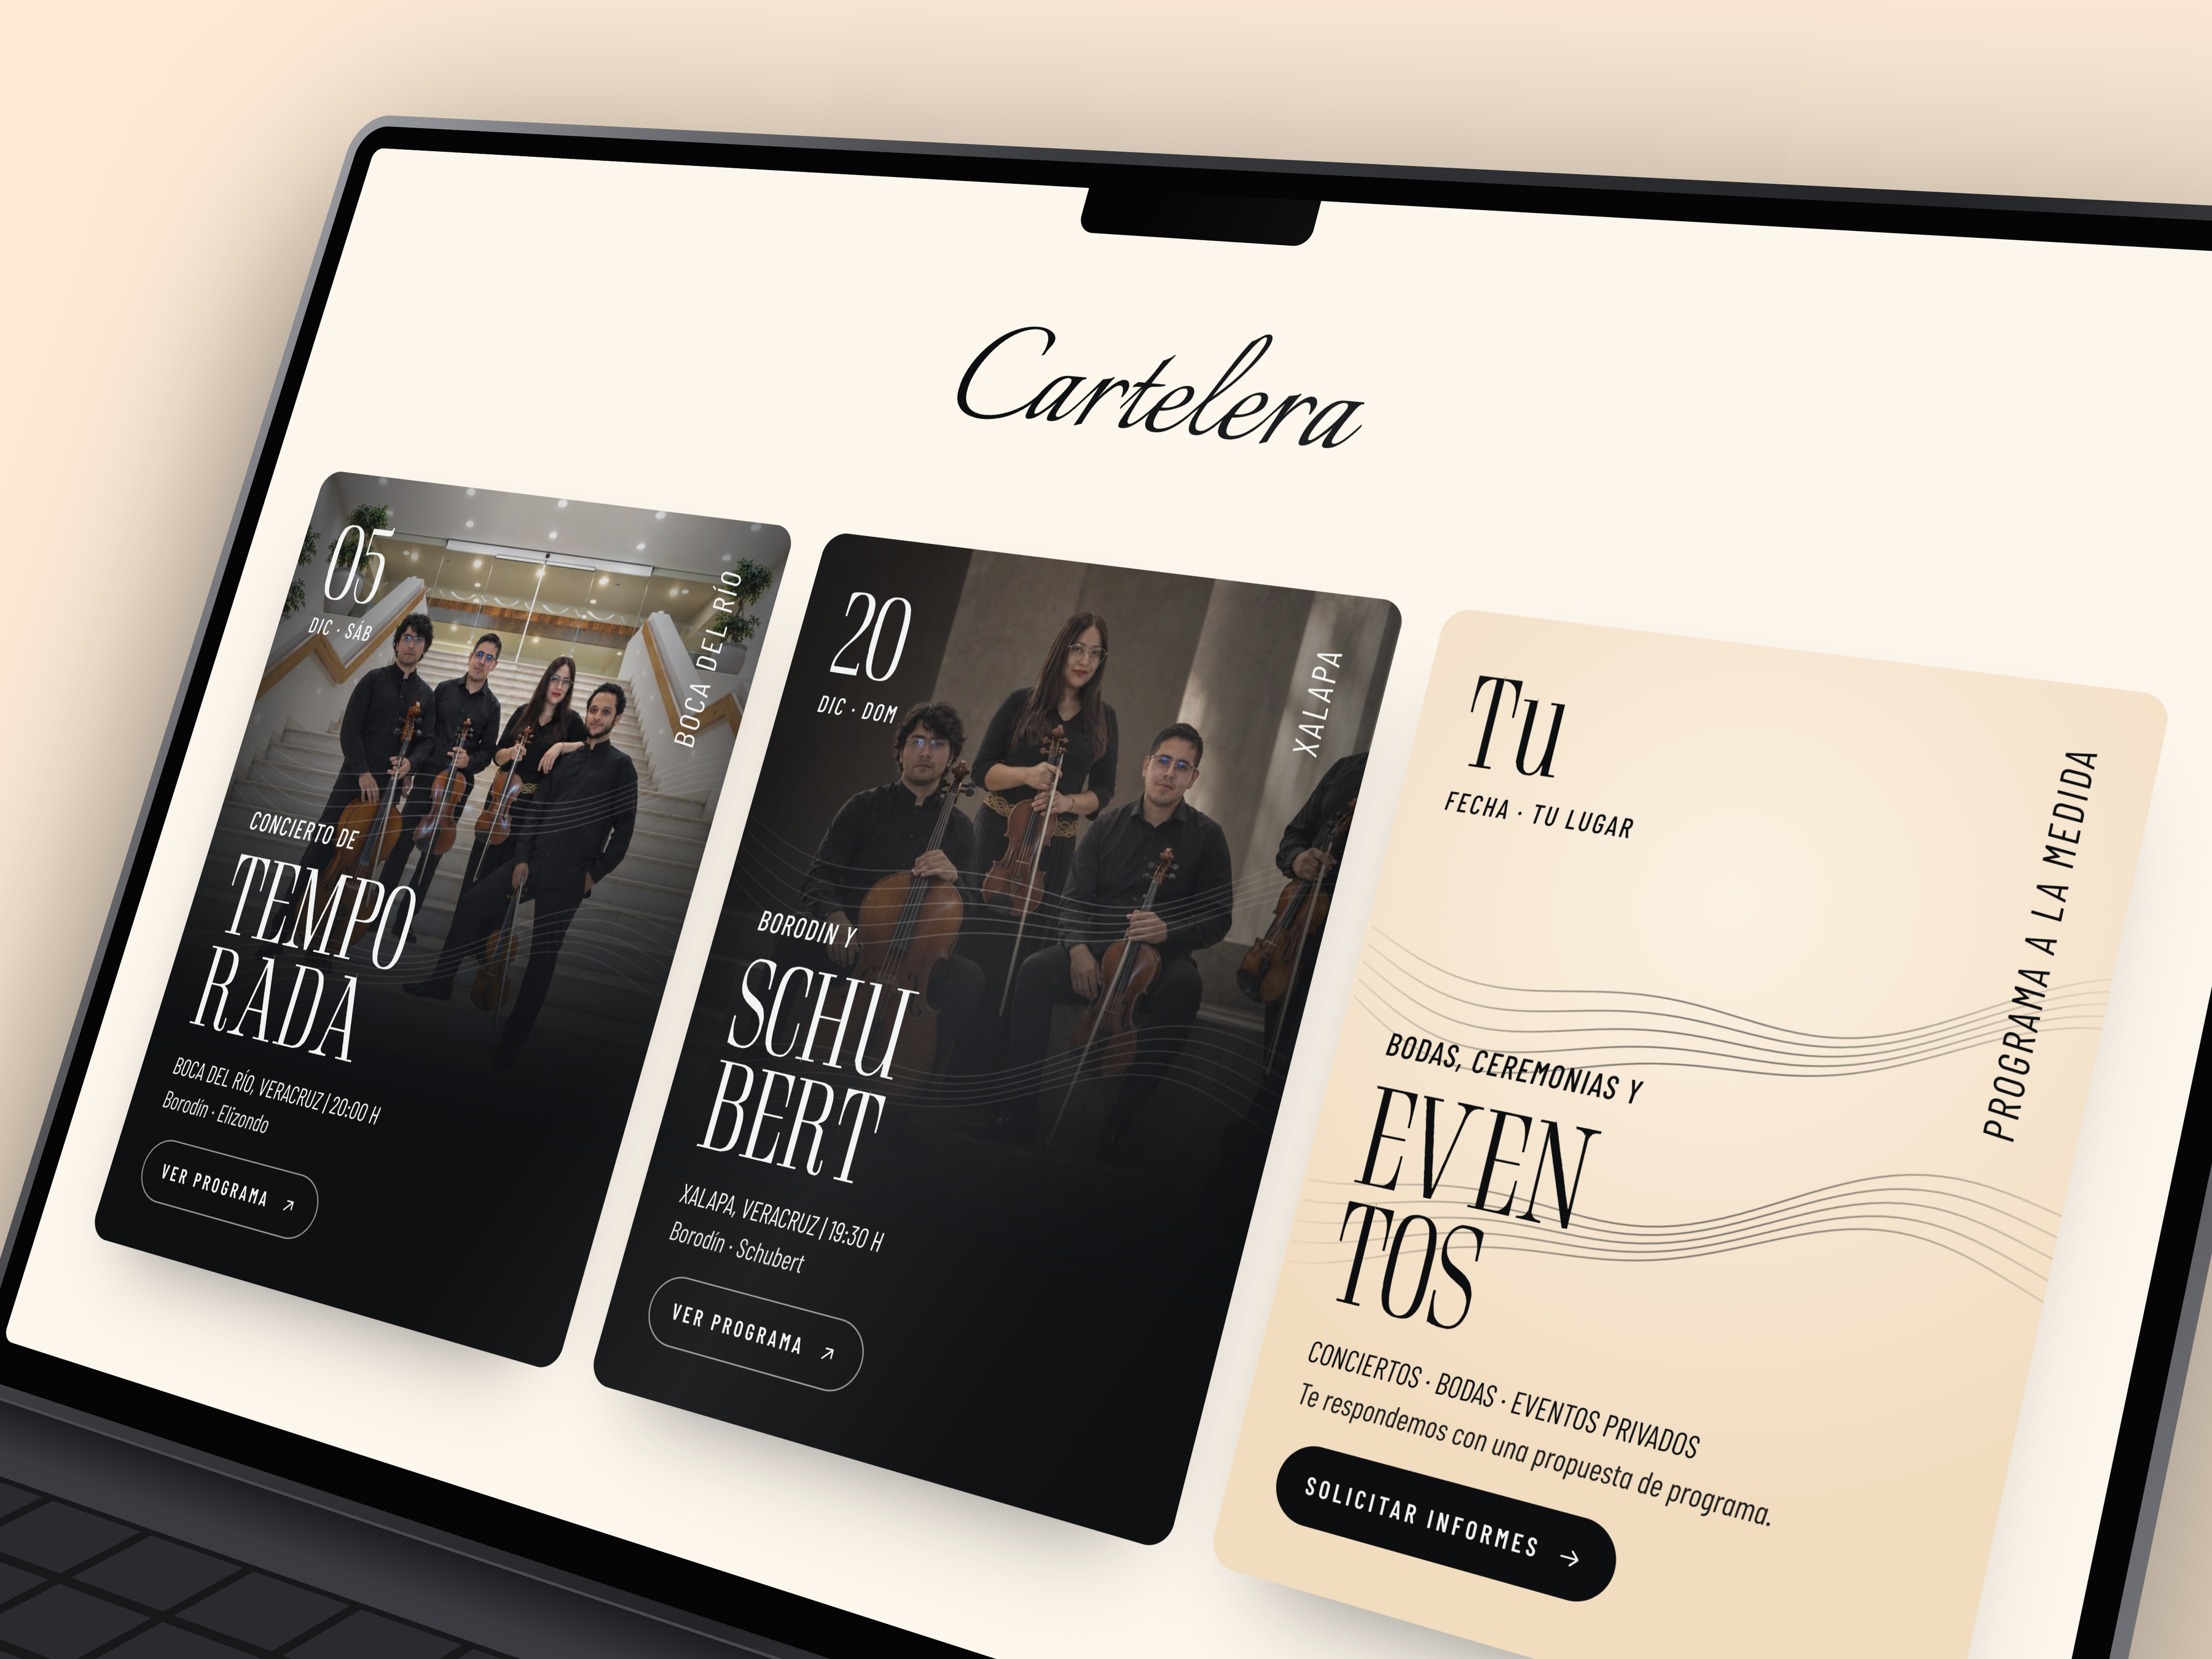 Cartelera
05
DIC · SÁB
BOCA DEL RÍO
CONCIERTO DE
TEMPO
RADA
BOCA DEL RÍO, VERACRUZ | 20:00 H
Borodín · Elizondo
VER PROGRAMA ↗
20
DIC · DOM
XALAPA
BORODIN Y
SCHU
BERT
XALAPA, VERACRUZ | 19:30 H
Borodín · Schubert
VER PROGRAMA ↗
Tu
FECHA · TU LUGAR
PROGRAMA A LA MEDIDA
BODAS, CEREMONIAS Y
EVEN
TOS
CONCIERTOS · BODAS · EVENTOS PRIVADOS
Te respondemos con una propuesta de programa.
SOLICITAR INFORMES →